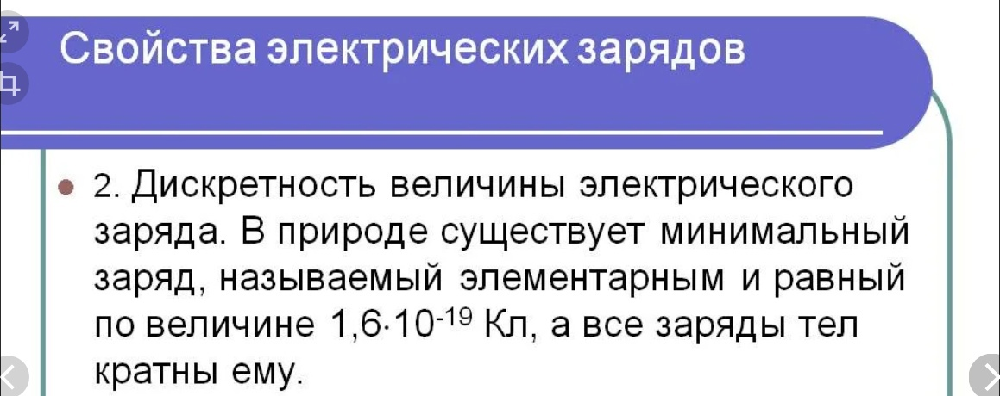 Свойства электрических зарядов
2. Дискретность величины электрического
заряда. В природе существует минимальный
заряд, называемый элементарным и равный
по величине 1,6·10⁻¹⁹ Кл, а все заряды тел
кратны ему.